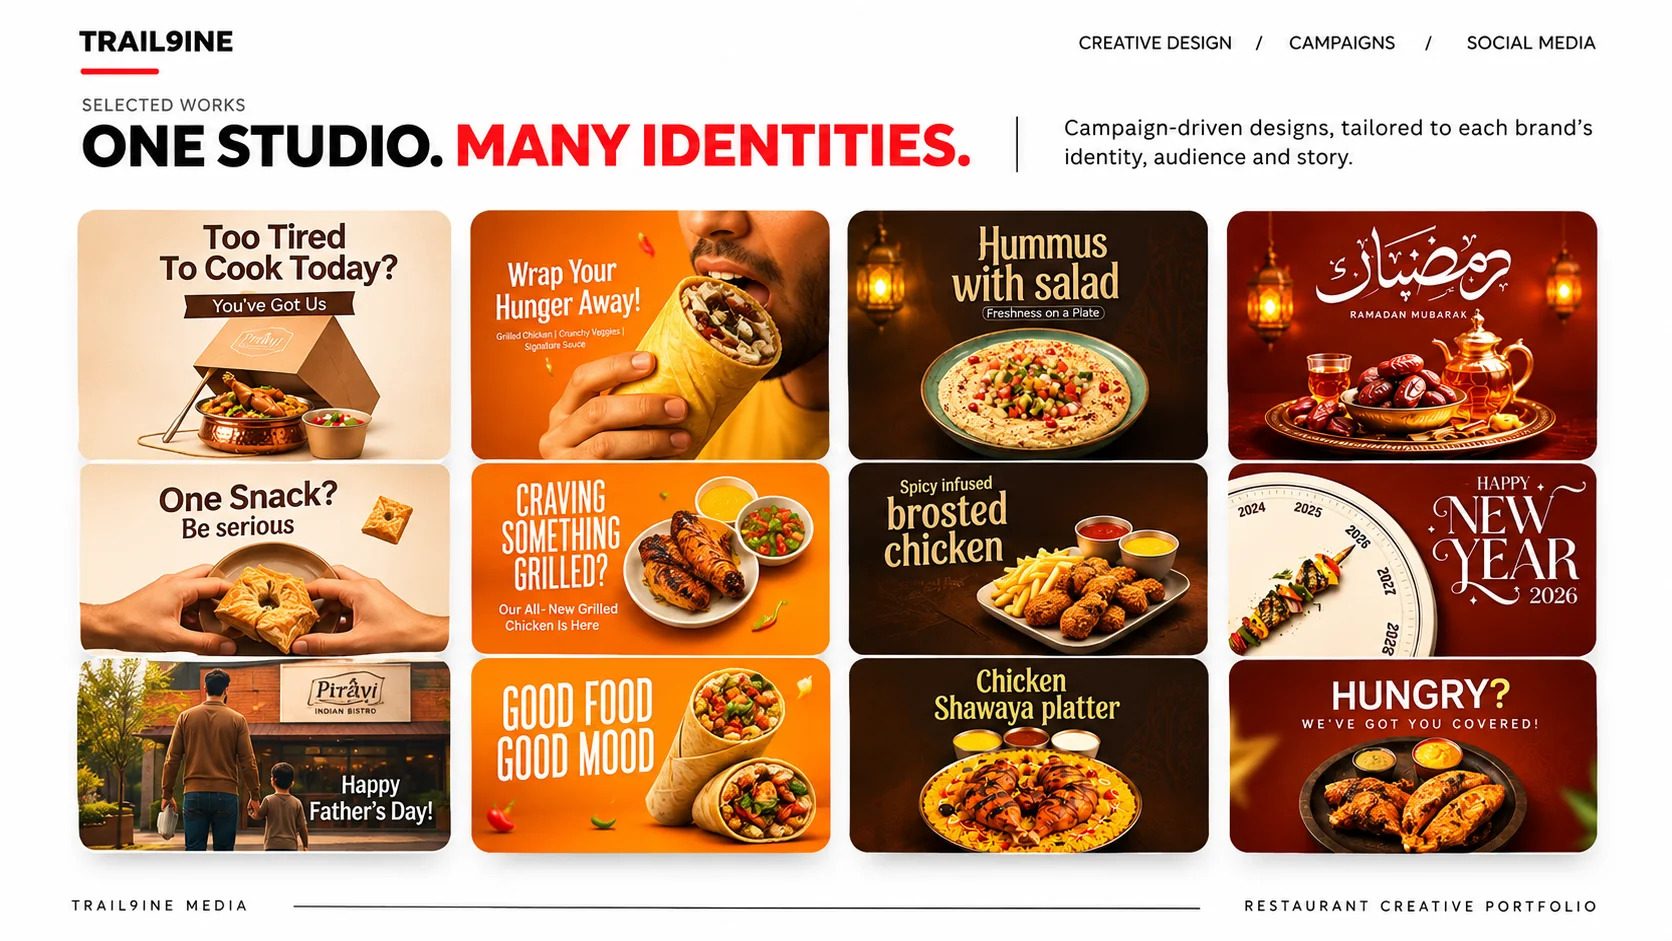 TRAIL9INE
CREATIVE DESIGN / CAMPAIGNS / SOCIAL MEDIA
SELECTED WORKS
ONE STUDIO. MANY IDENTITIES.
Campaign-driven designs, tailored to each brand's
identity, audience and story.
Too Tired
To Cook Today?
You've Got Us
Piravi
Wrap Your
Hunger Away!
Grilled Chicken | Crunchy Veggies |
Signature Sauce
Hummus
with salad
Freshness on a Plate
رمضان
RAMADAN MUBARAK
One Snack?
Be serious
CRAVING
SOMETHING
GRILLED?
Our All-New Grilled
Chicken Is Here
Spicy infused
brosted
chicken
2024
2025
2026
2027
2028
HAPPY
NEW
YEAR
2026
Piravi
INDIAN BISTRO
Happy
Father's Day!
GOOD FOOD
GOOD MOOD
Chicken
Shawaya platter
HUNGRY?
WE'VE GOT YOU COVERED!
TRAIL9INE MEDIA
RESTAURANT CREATIVE PORTFOLIO